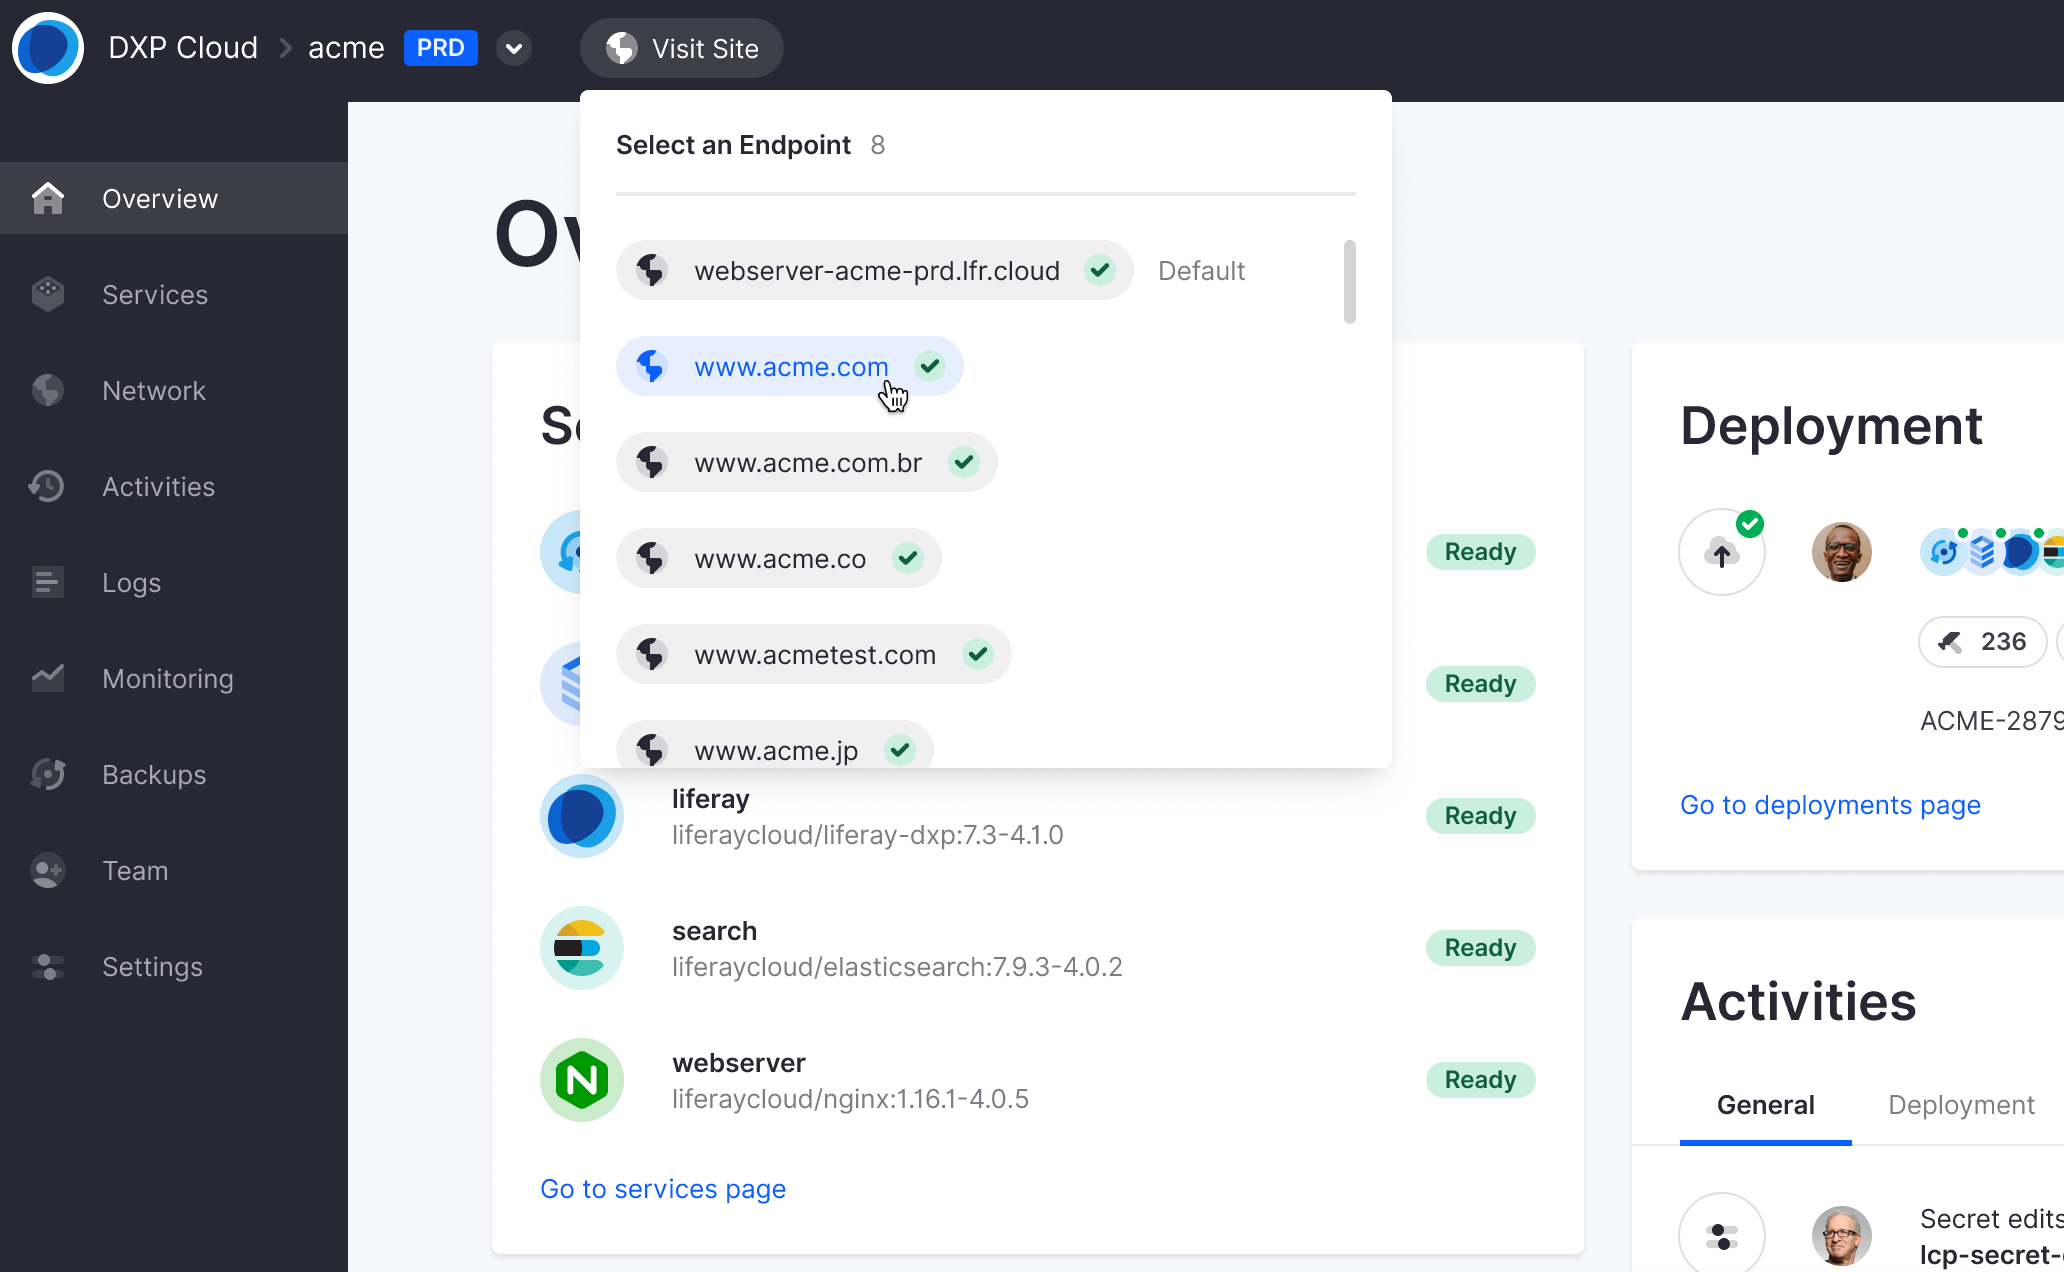 DXP Cloud
acme
PRD
Visit Site
Overview
Services
Network
Activities
Logs
Monitoring
Backups
Team
Settings
Select an Endpoint 8
webserver-acme-prd.lfr.cloud
Default
www.acme.com
www.acme.com.br
www.acme.co
www.acmetest.com
www.acme.jp
Ready
Ready
liferay
liferaycloud/liferay-dxp:7.3-4.1.0
Ready
search
liferaycloud/elasticsearch:7.9.3-4.0.2
Ready
webserver
liferaycloud/nginx:1.16.1-4.0.5
Ready
Go to services page
Deployment
236
ACME-2879
Go to deployments page
Activities
General
Deployment
Secret edits
lcp-secret-